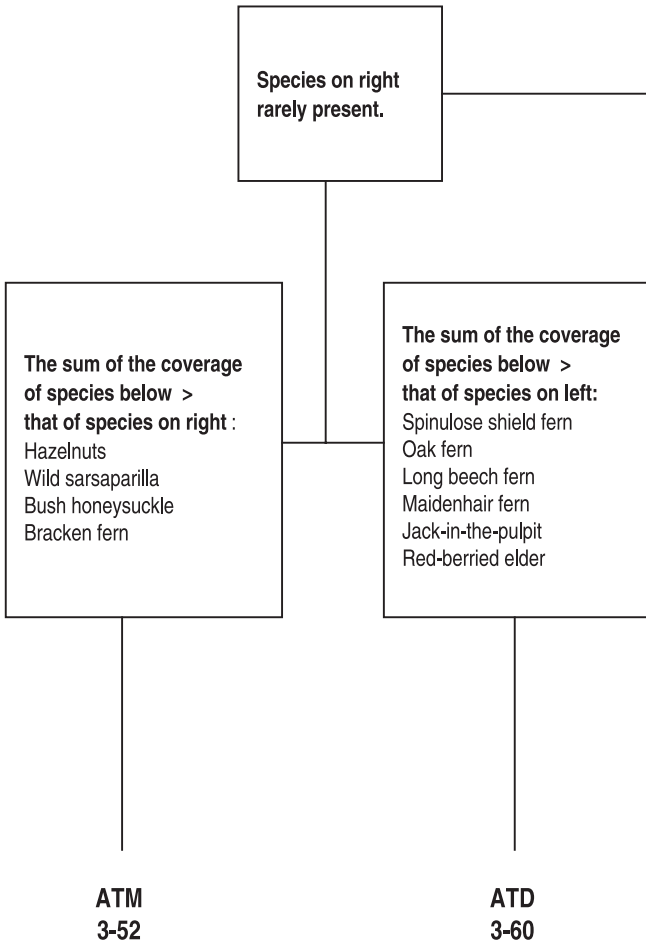 Species on right
rarely present.
The sum of the coverage
of species below >
that of species on right :
Hazelnuts
Wild sarsaparilla
Bush honeysuckle
Bracken fern
The sum of the coverage
of species below >
that of species on left:
Spinulose shield fern
Oak fern
Long beech fern
Maidenhair fern
Jack-in-the-pulpit
Red-berried elder
ATM
3-52
ATD
3-60